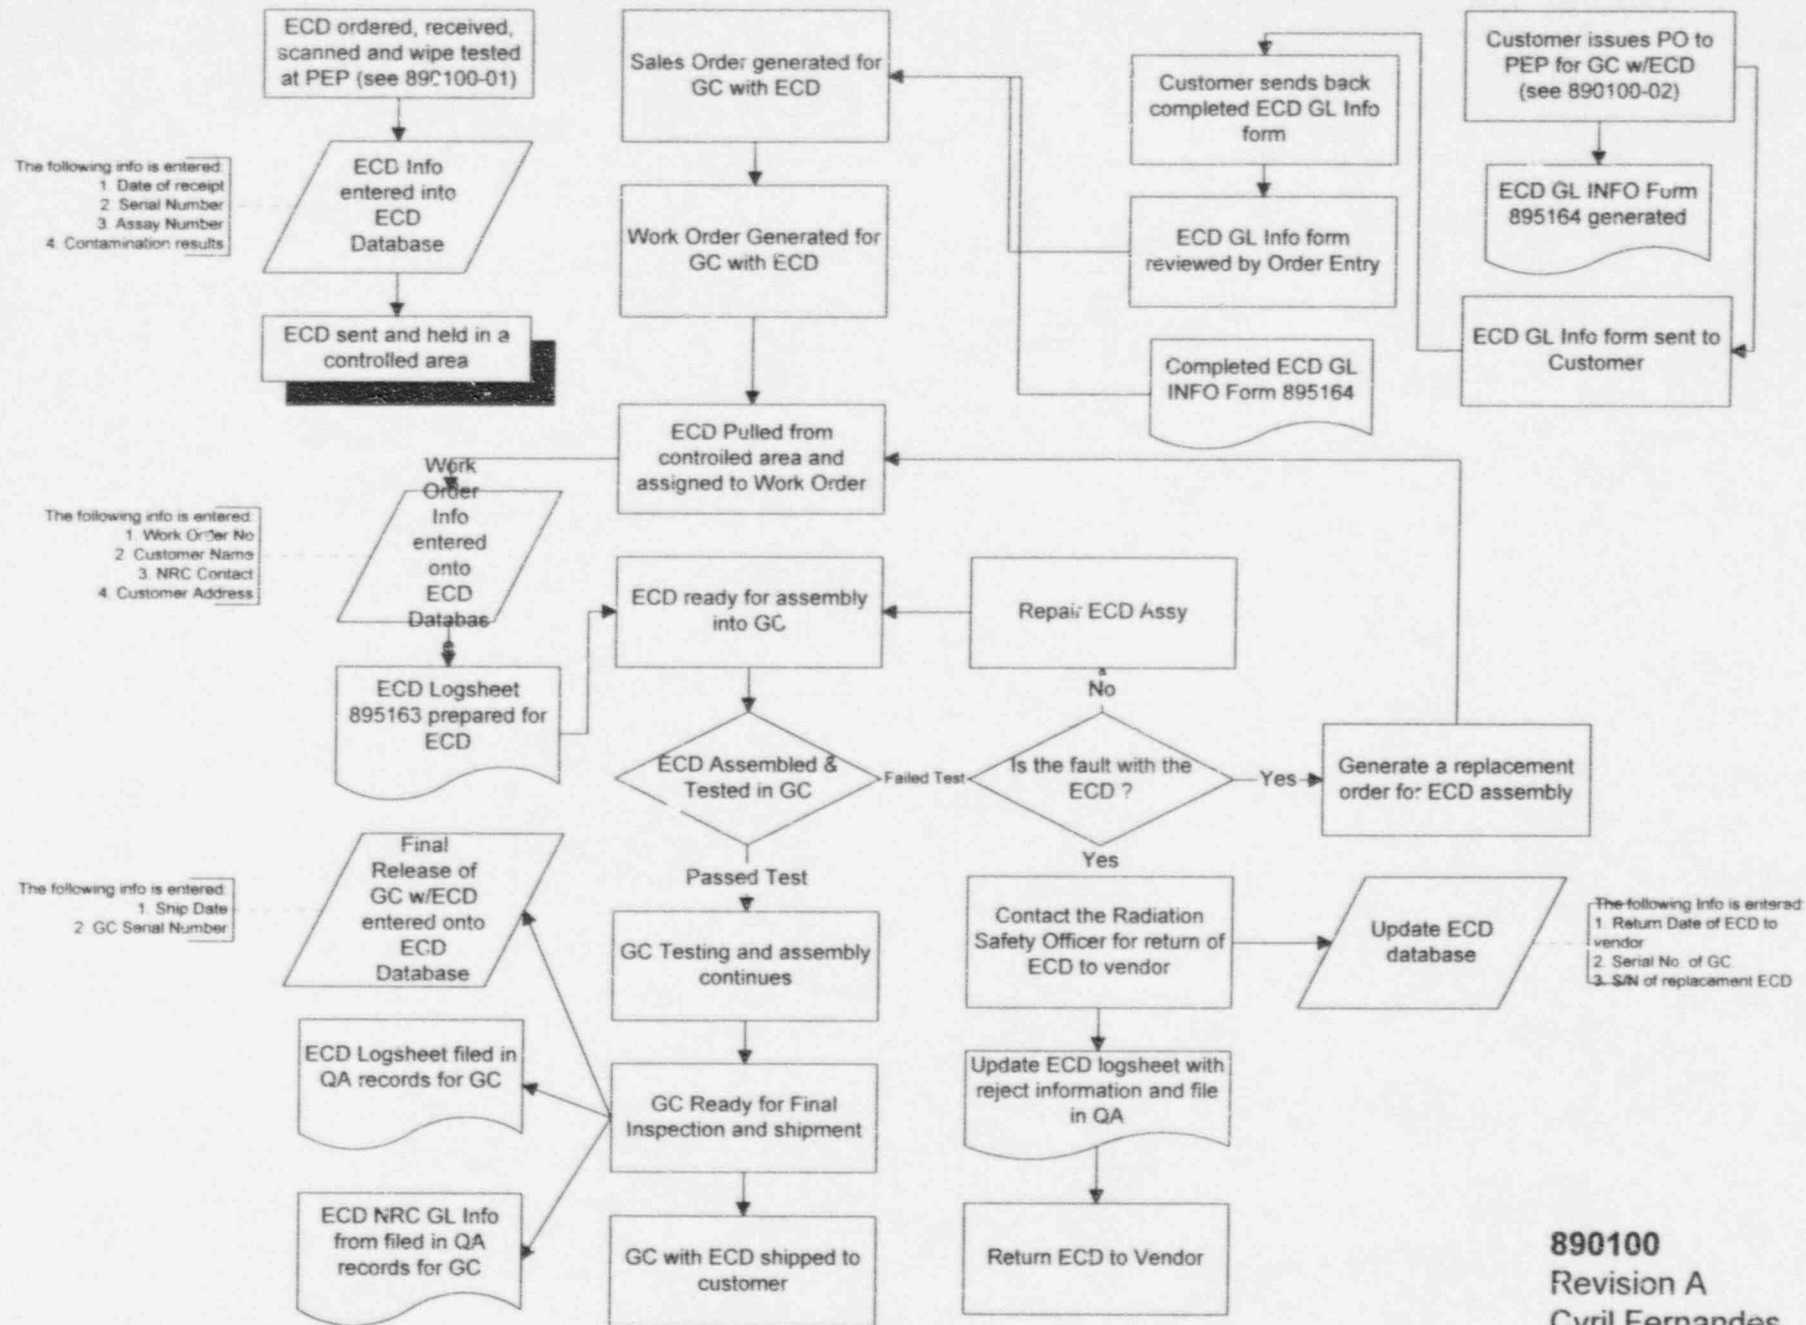 ECD ordered, received,
scanned and wipe tested
at PEP (see 890100-01)
The following info is entered:
1. Date of receipt
2. Serial Number
3. Assay Number
4. Contamination results
ECD Info
entered into
ECD
Database
ECD sent and held in a
controlled area
Sales Order generated for
GC with ECD
Work Order Generated for
GC with ECD
Customer sends back
completed ECD GL Info
form
ECD GL Info form
reviewed by Order Entry
Completed ECD GL
INFO Form 895164
Customer issues PO to
PEP for GC w/ECD
(see 890100-02)
ECD GL INFO Form
895164 generated
ECD GL Info form sent to
Customer
ECD Pulled from
controlled area and
assigned to Work Order
The following info is entered:
1. Work Order No
2. Customer Name
3. NRC Contact
4. Customer Address
Work
Order
Info
entered
onto
ECD
Databas
e
ECD Logsheet
895163 prepared for
ECD
ECD ready for assembly
into GC
Repair ECD Assy
No
ECD Assembled &
Tested in GC
Failed Test
Is the fault with the
ECD ?
Yes
Generate a replacement
order for ECD assembly
Passed Test
Yes
The following info is entered:
1. Ship Date
2. GC Serial Number
Final
Release of
GC w/ECD
entered onto
ECD
Database
GC Testing and assembly
continues
Contact the Radiation
Safety Officer for return of
ECD to vendor
Update ECD
database
The following Info is entered:
1. Return Date of ECD to
vendor
2. Serial No. of GC
3. S/N of replacement ECD
ECD Logsheet filed in
QA records for GC
GC Ready for Final
Inspection and shipment
Update ECD logsheet with
reject information and file
in QA
ECD NRC GL Info
from filed in QA
records for GC
GC with ECD shipped to
customer
Return ECD to Vendor
890100
Revision A
Cyril Fernandes